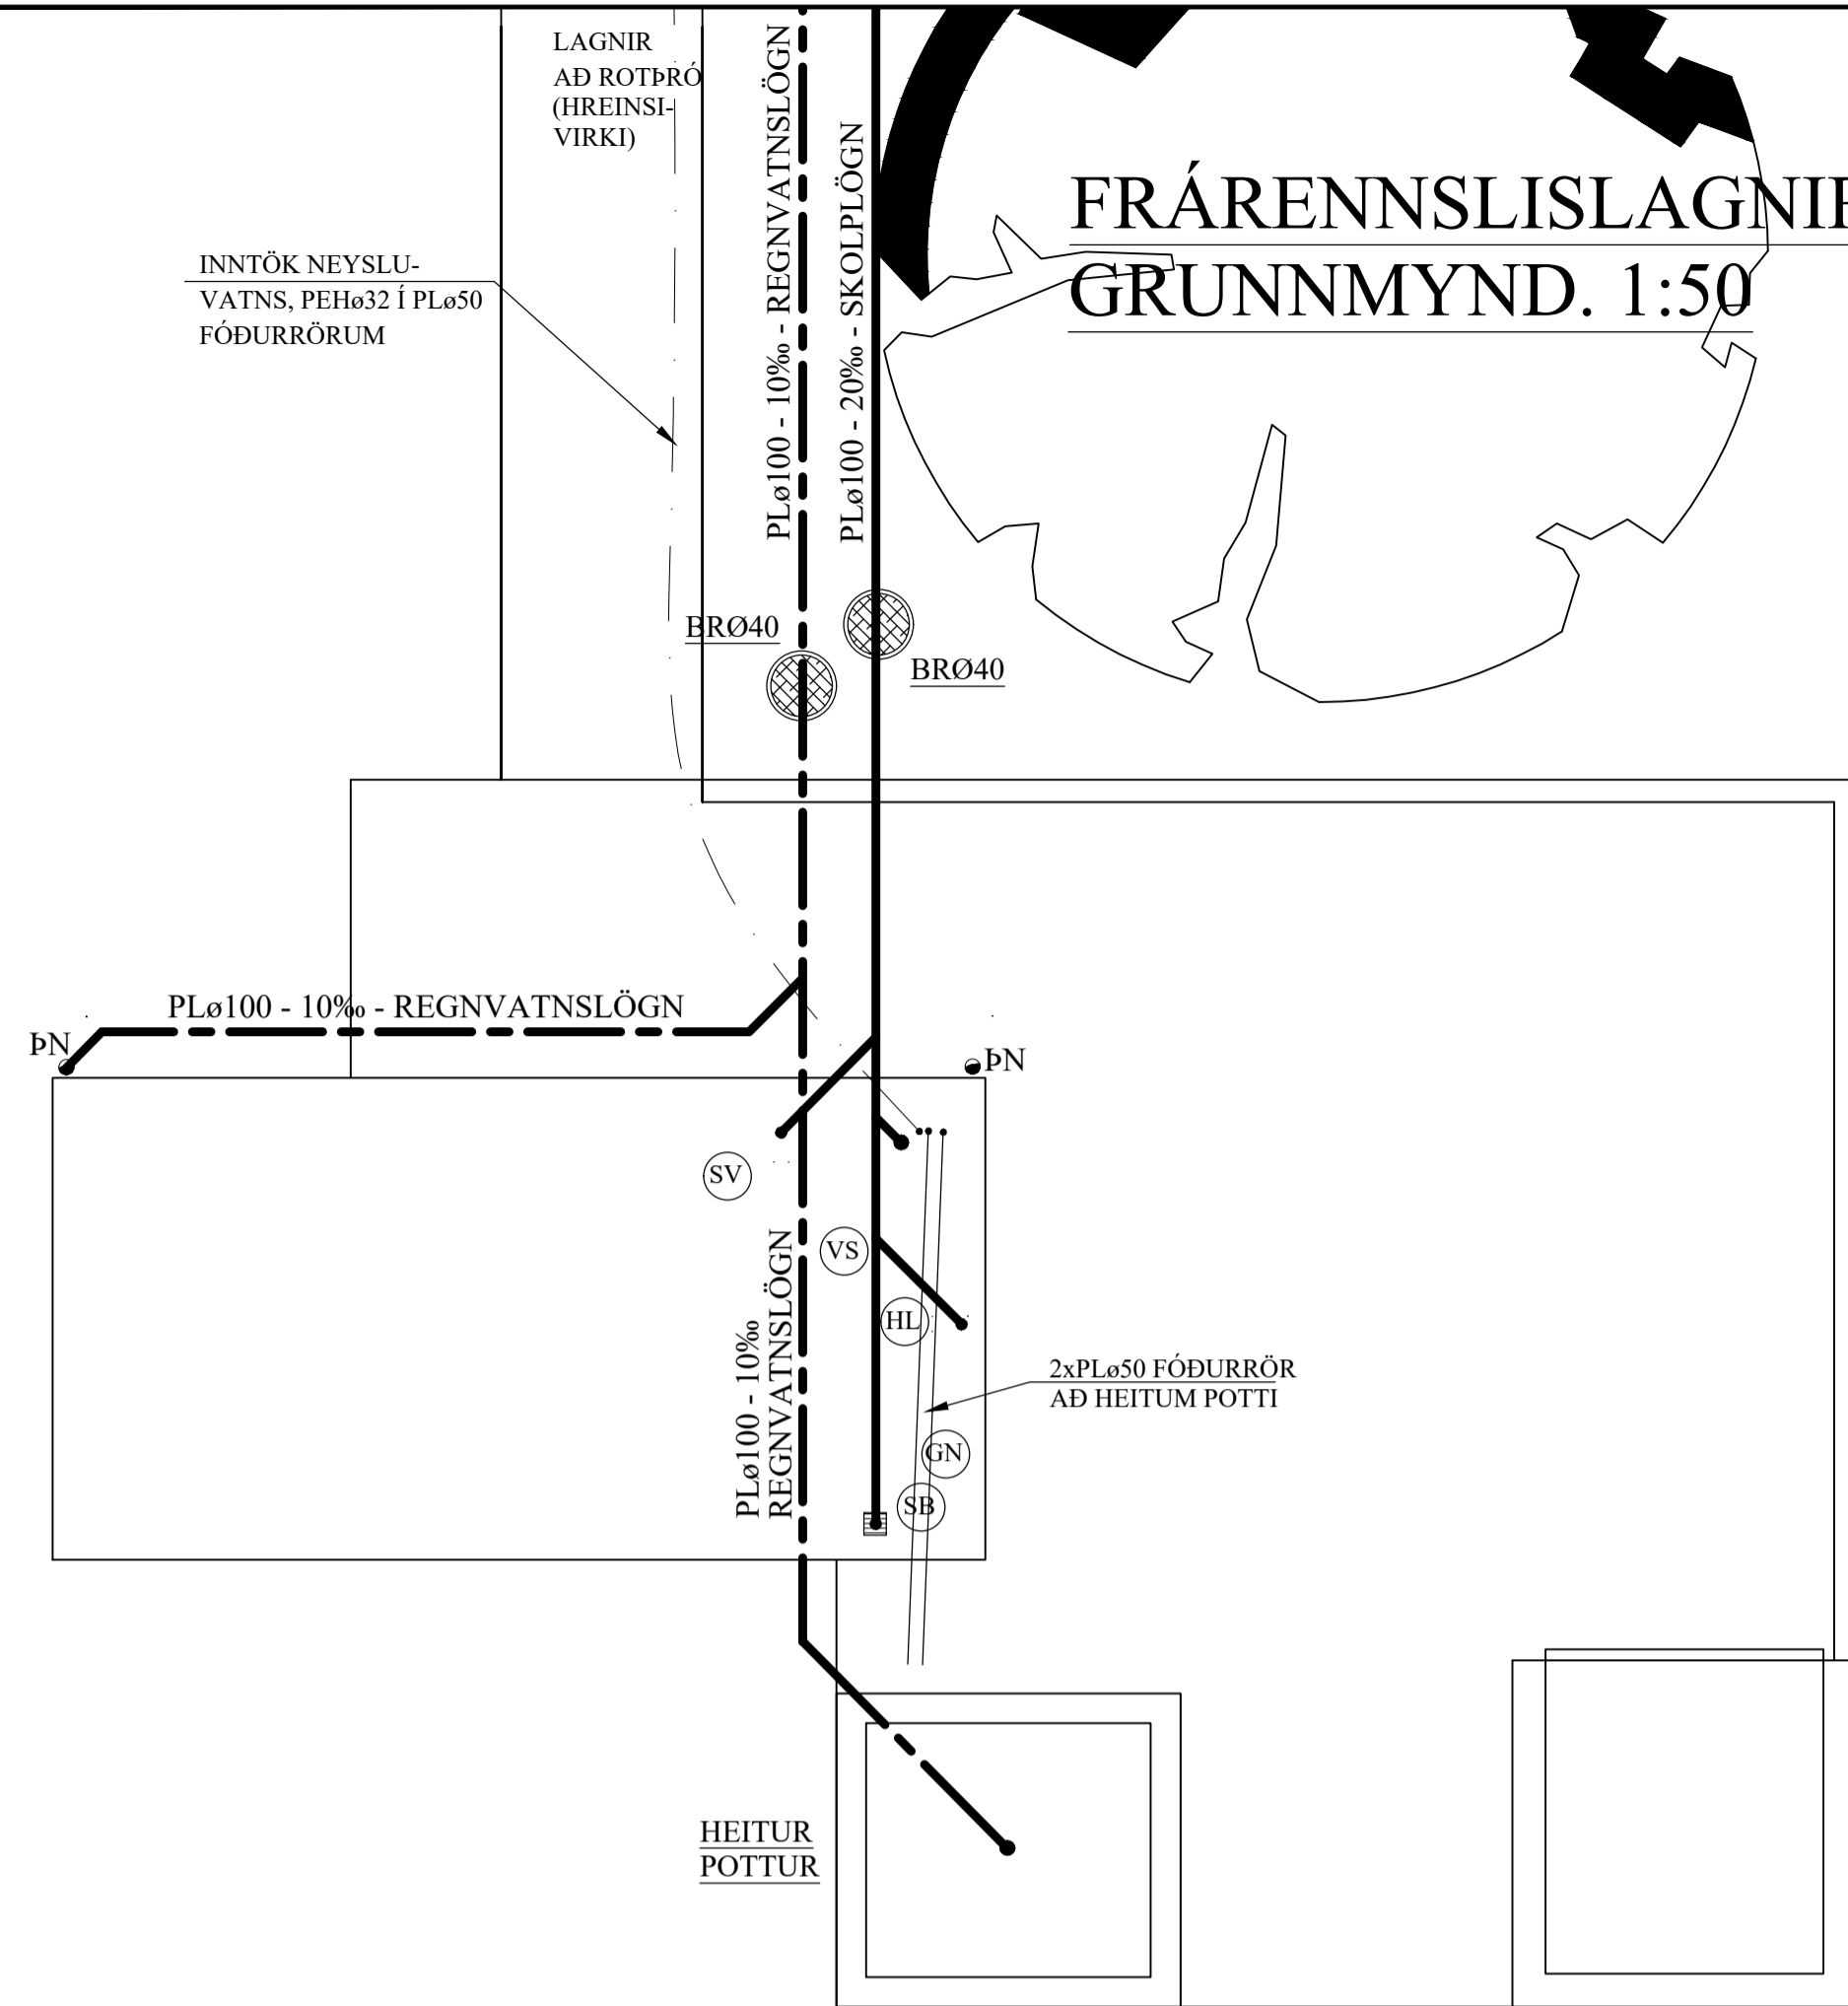 LAGNIR
AÐ ROTÞRÓ
(HREINSI-
VIRKI)
PLø100 - 10‰ - REGNVATNSLÖGN
PLø100 - 20‰ - SKOLPLÖGN
FRÁRENNSLISLAGNIR
GRUNNMYND. 1:50
INNTÖK NEYSLU-
VATNS, PEHø32 Í PLø50
FÓÐURRÖRUM
BRØ40
BRØ40
PLø100 - 10‰ - REGNVATNSLÖGN
ÞN
ÞN
SV
VS
HL
PLø100 - 10‰
REGNVATNSLÖGN
2xPLø50 FÓÐURRÖR
AÐ HEITUM POTTI
GN
SB
HEITUR
POTTUR